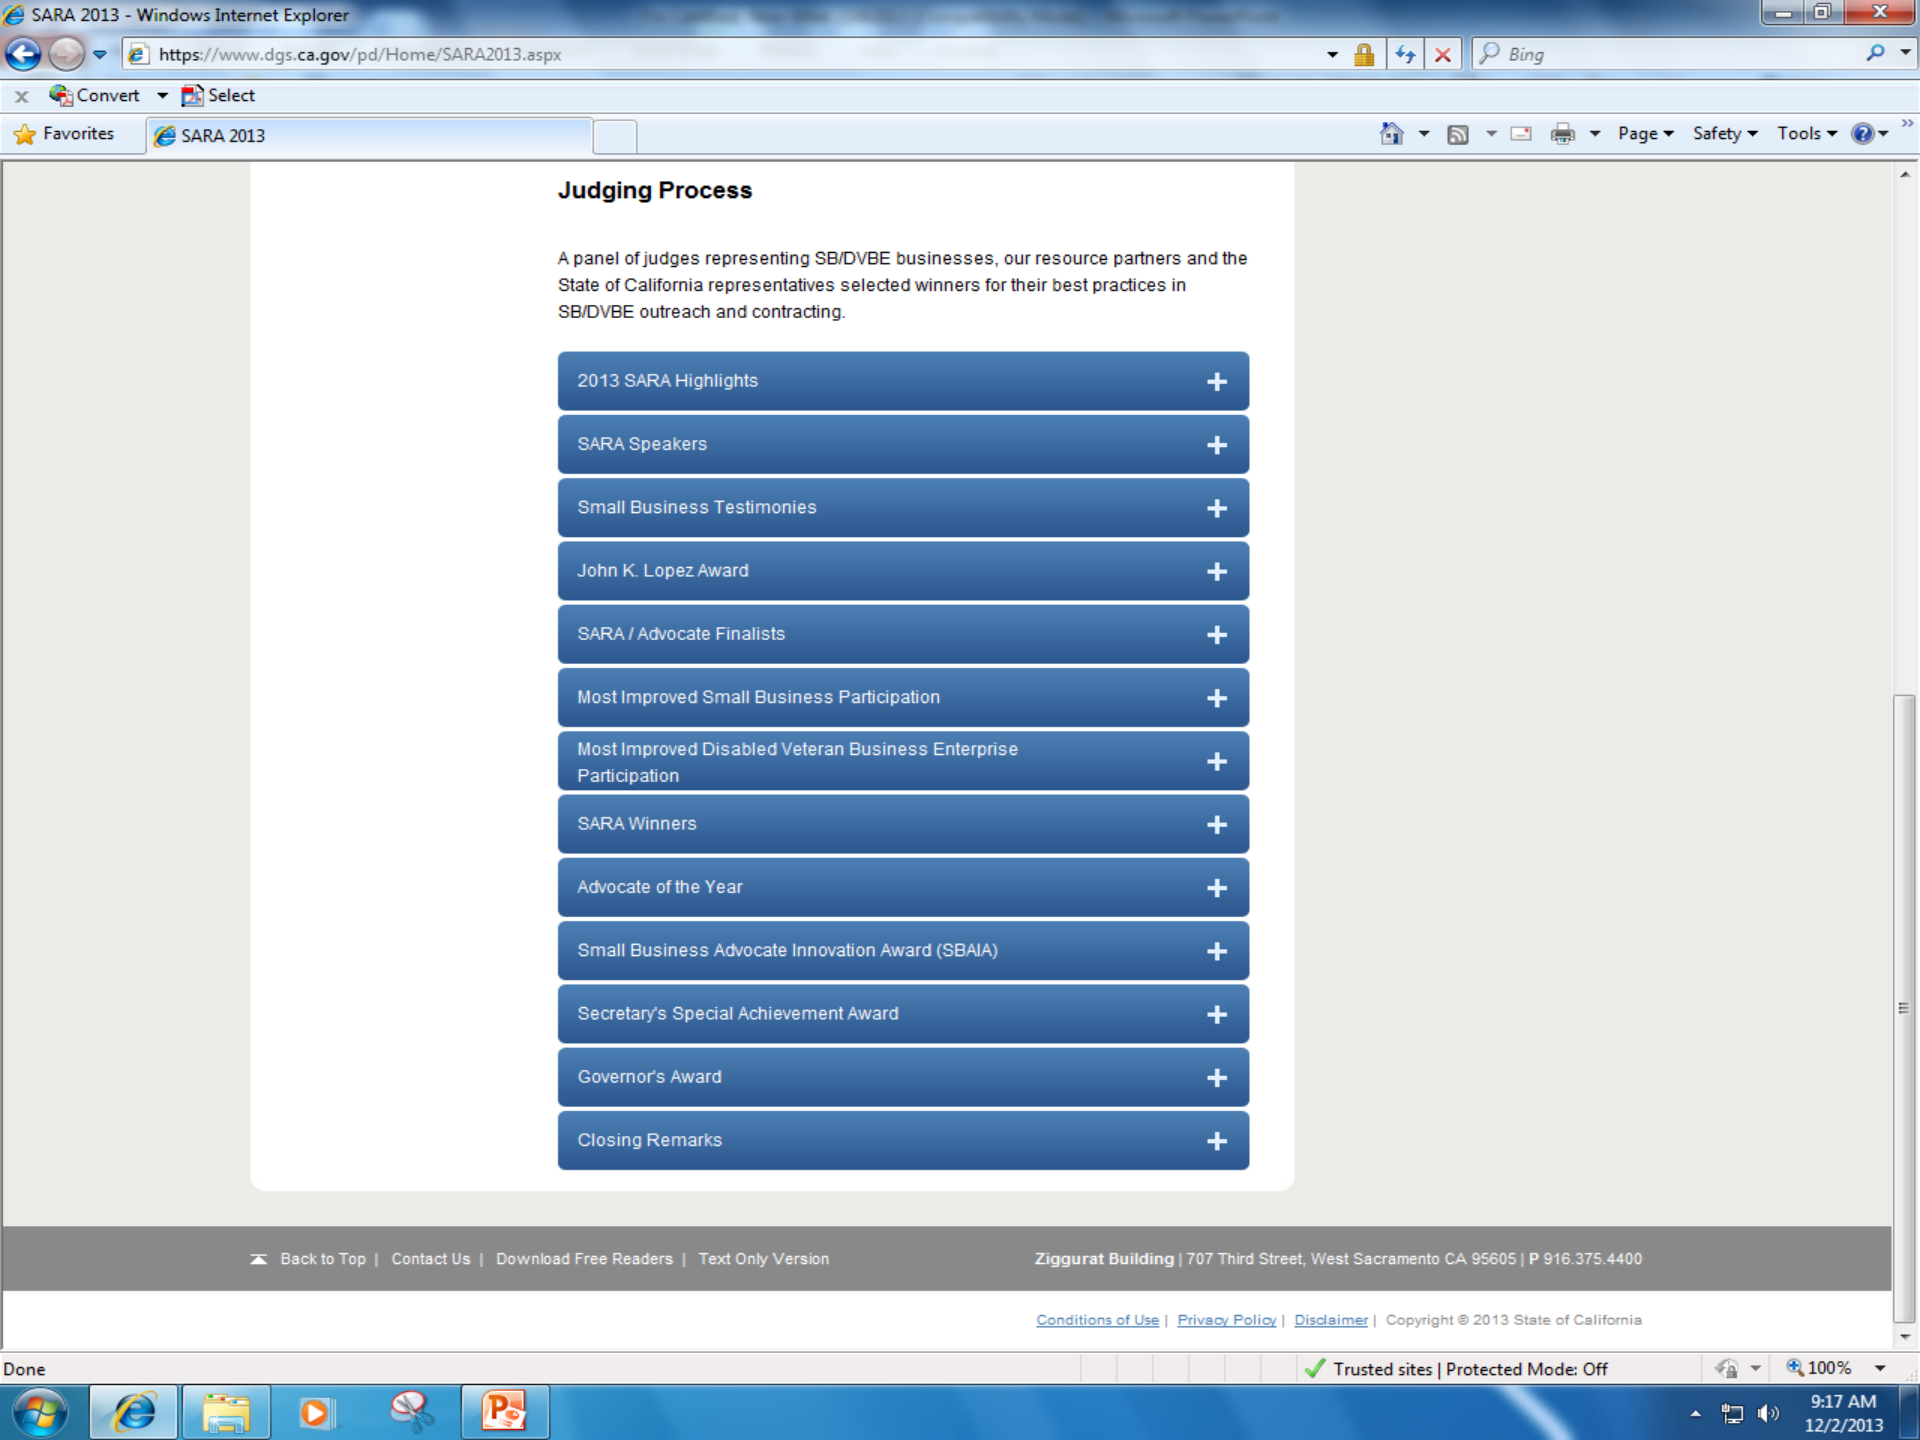 SARA 2013 - Windows Internet Explorer
https://www.dgs.ca.gov/pd/Home/SARA2013.aspx
Bing
x Convert Select
Favorites SARA 2013 Page Safety Tools
Judging Process
A panel of judges representing SB/DVBE businesses, our resource partners and the
State of California representatives selected winners for their best practices in
SB/DVBE outreach and contracting.
2013 SARA Highlights +
SARA Speakers +
Small Business Testimonies +
John K. Lopez Award +
SARA / Advocate Finalists +
Most Improved Small Business Participation +
Most Improved Disabled Veteran Business Enterprise
Participation +
SARA Winners +
Advocate of the Year +
Small Business Advocate Innovation Award (SBAIA) +
Secretary's Special Achievement Award +
Governor's Award +
Closing Remarks +
Back to Top | Contact Us | Download Free Readers | Text Only Version
Ziggurat Building | 707 Third Street, West Sacramento CA 95605 | P 916.375.4400
Conditions of Use | Privacy Policy | Disclaimer | Copyright © 2013 State of California
Done Trusted sites | Protected Mode: Off 100%
9:17 AM
12/2/2013